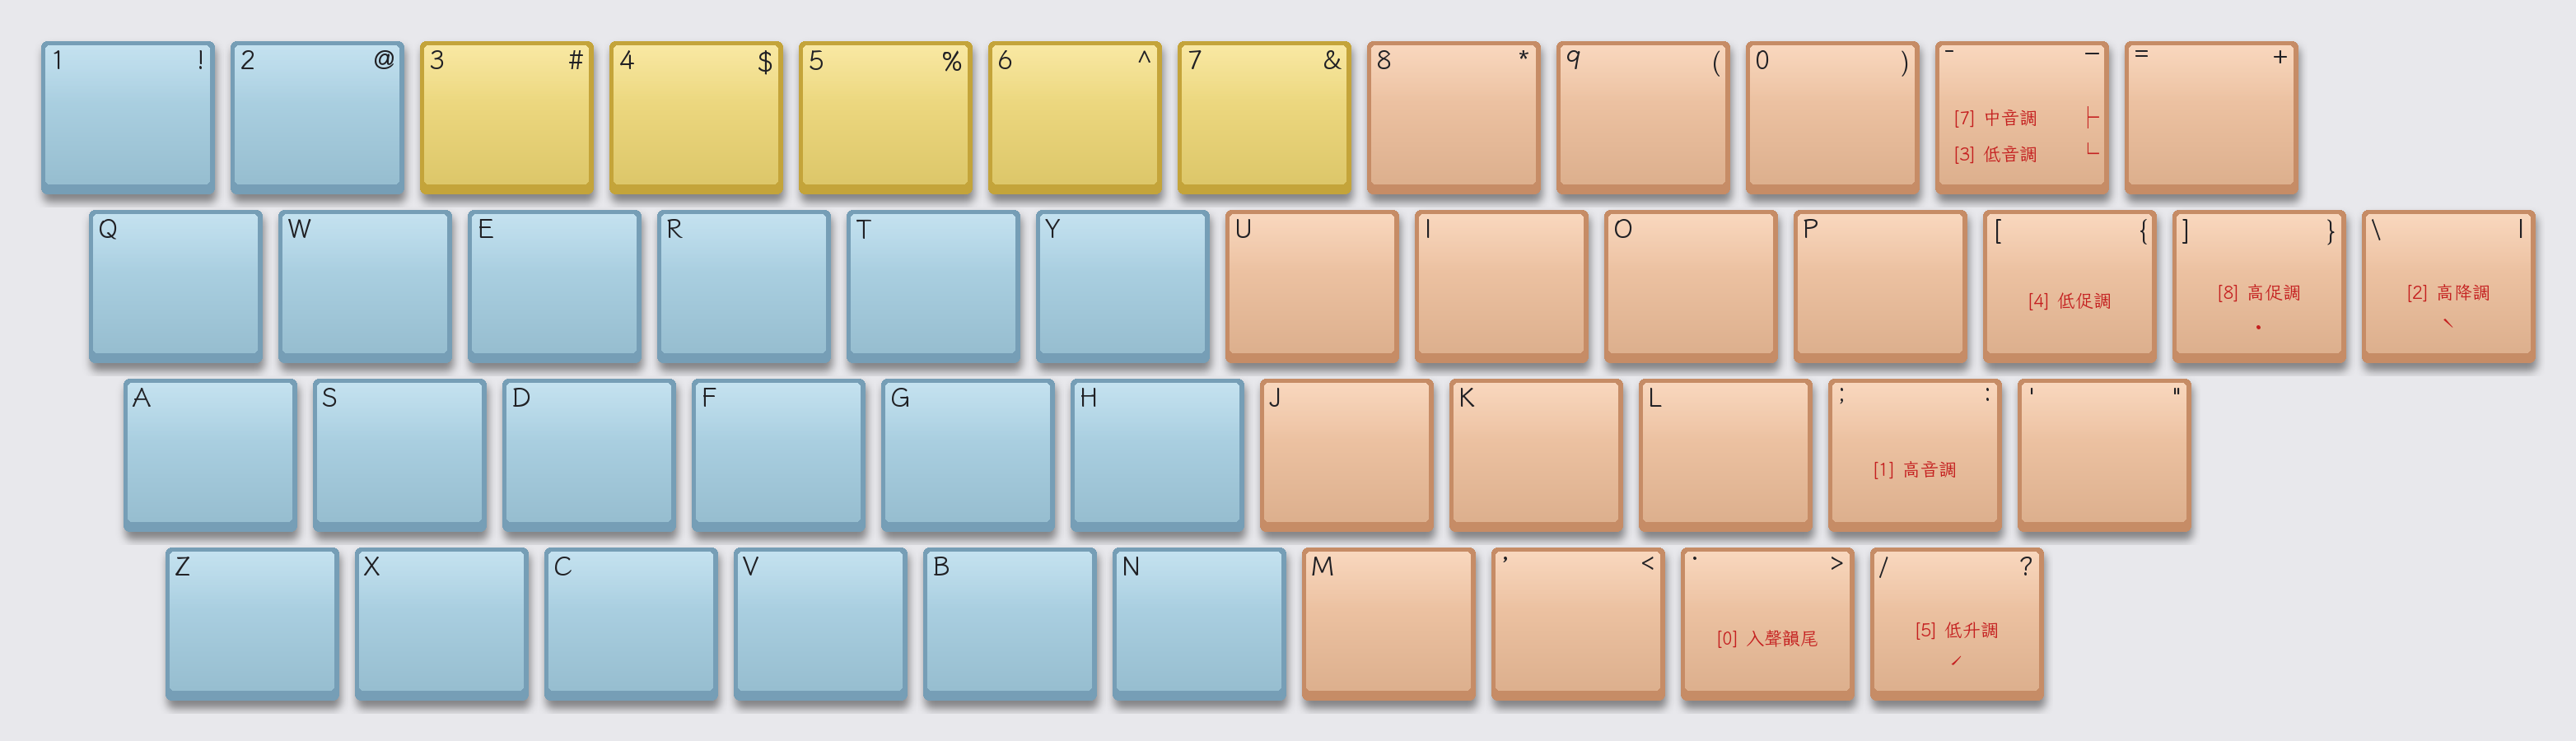 1 ! 2 @ 3 # 4 $ 5 % 6 ^ 7 & 8 * 9 ( 0 ) - _ = +
[7] 中音調 ├
[3] 低音調 └
Q W E R T Y U I O P [ { ] } \ |
[4] 低促調
[8] 高促調
•
[2] 高降調
ˋ
A S D F G H J K L ; : ' "
[1] 高音調
Z X C V B N M , < . > / ?
[0] 入聲韻尾
[5] 低升調
ˊ